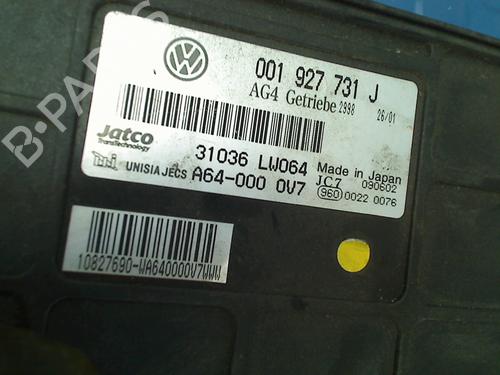 001 927 731 J
AG4 Getriebe 2998 26/01
Jatco
TransTechnology
31036 LW064 Made in Japan
UNISIA JECS A64-000 0V7 JC7 090602
960 0022 0076
10827690-WA640000V7WWW
B-PARTS